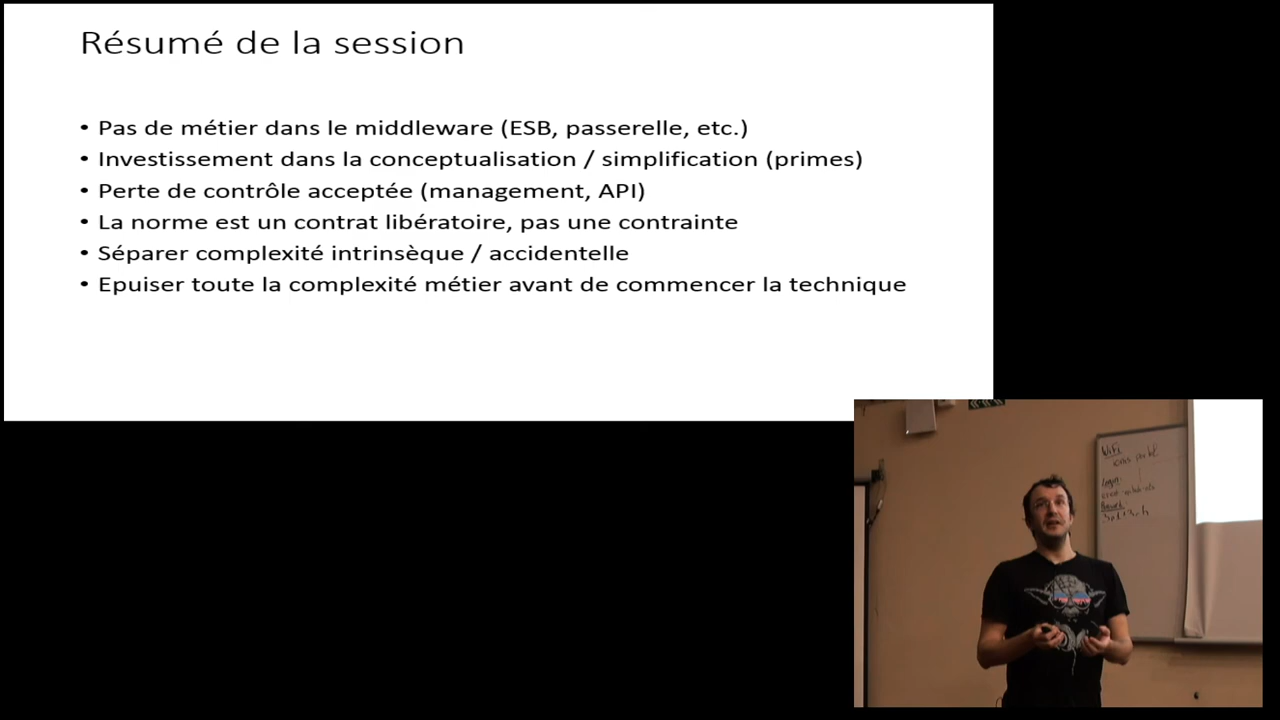 Résumé de la session
• Pas de métier dans le middleware (ESB, passerelle, etc.)
• Investissement dans la conceptualisation / simplification (primes)
• Perte de contrôle acceptée (management, API)
• La norme est un contrat libératoire, pas une contrainte
• Séparer complexité intrinsèque / accidentelle
• Epuiser toute la complexité métier avant de commencer la technique
WiFi